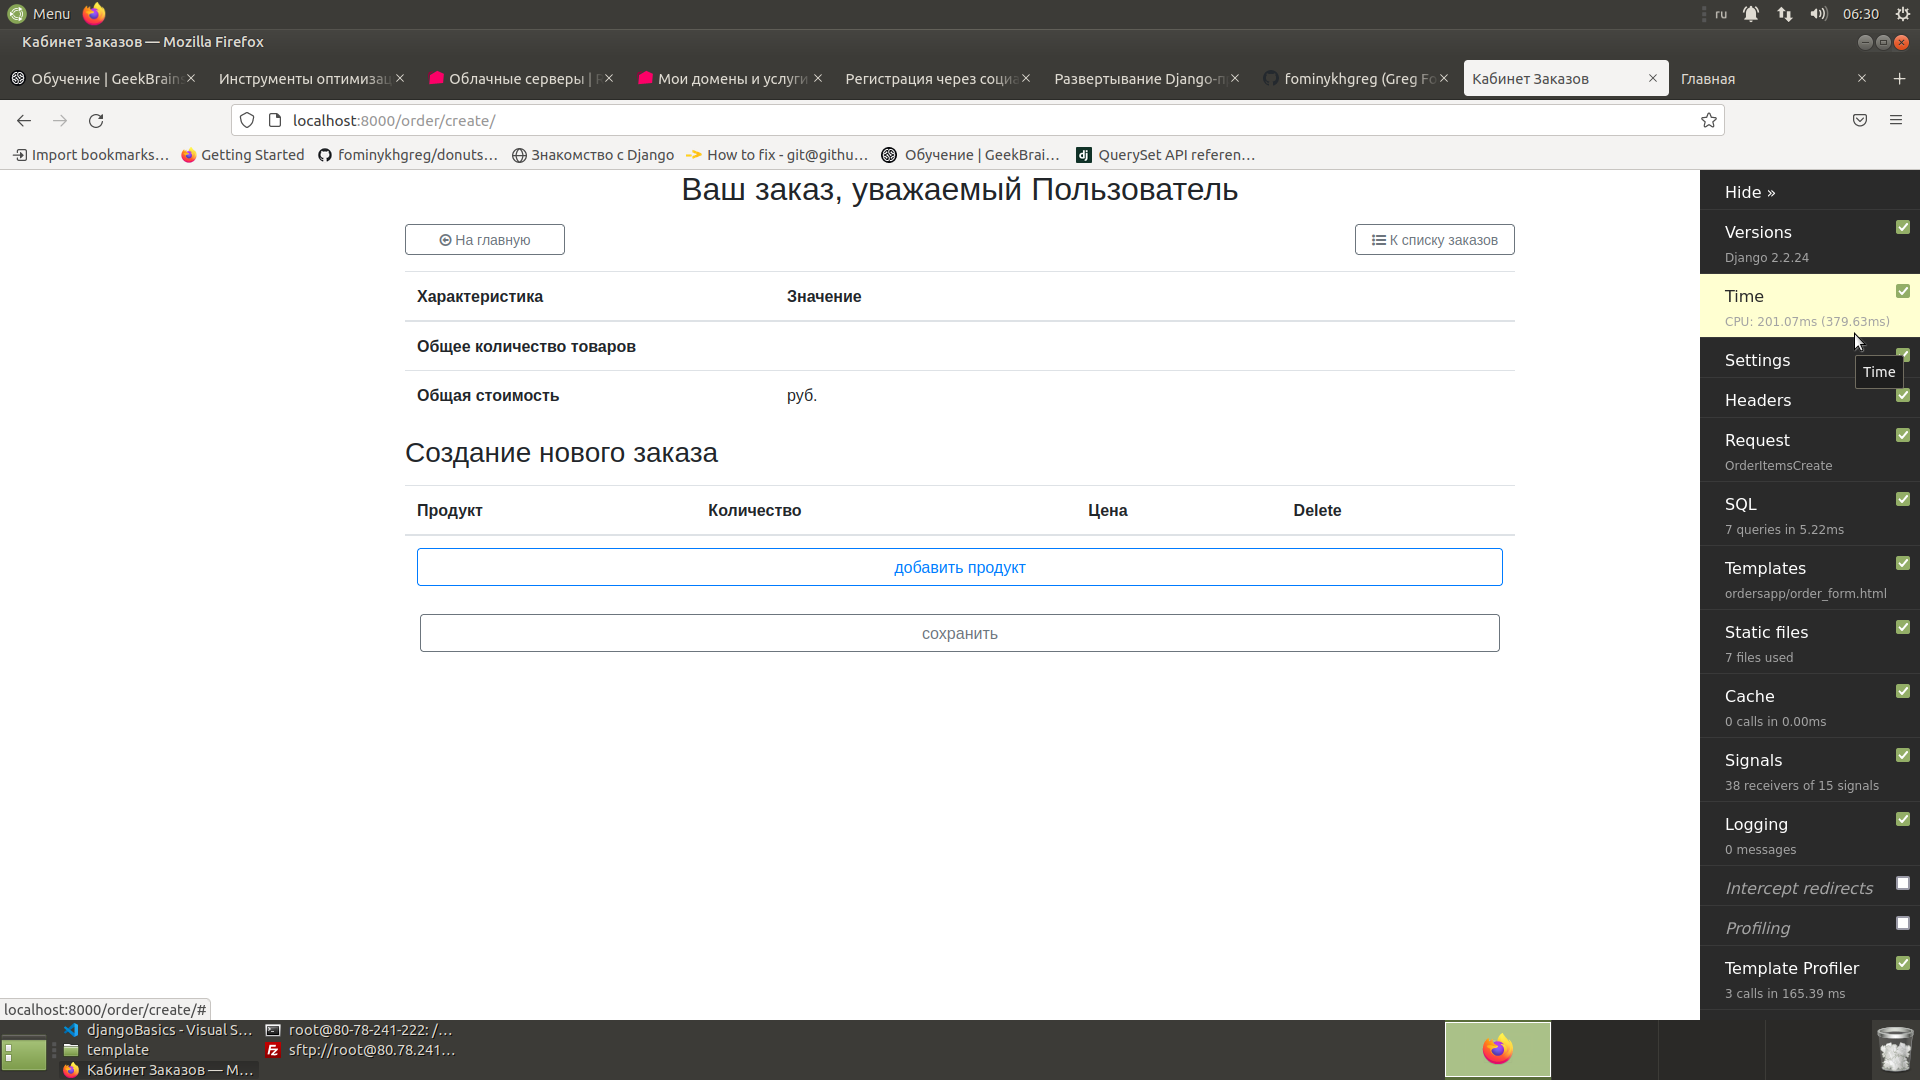 Menu
ru
06:30
Кабинет Заказов — Mozilla Firefox
Обучение | GeekBrain
Инструменты оптимизац
Облачные серверы |
Мои домены и услуги
Регистрация через социа
Развертывание Django-п
fominykhgreg (Greg Fo
Кабинет Заказов
Главная
localhost:8000/order/create/
Import bookmarks…
Getting Started
fominykhgreg/donuts…
Знакомство с Django
How to fix - git@githu…
Обучение | GeekBrai…
dj
QuerySet API referen…
Ваш заказ, уважаемый Пользователь
На главную
К списку заказов
Характеристика Значение
Общее количество товаров
Общая стоимость руб.
Создание нового заказа
Продукт Количество Цена Delete
добавить продукт
сохранить
Hide »
Versions
Django 2.2.24
Time
CPU: 201.07ms (379.63ms)
Settings
Time
Headers
Request
OrderItemsCreate
SQL
7 queries in 5.22ms
Templates
ordersapp/order_form.html
Static files
7 files used
Cache
0 calls in 0.00ms
Signals
38 receivers of 15 signals
Logging
0 messages
Intercept redirects
Profiling
Template Profiler
3 calls in 165.39 ms
localhost:8000/order/create/#
djangoBasics - Visual S…
template
Кабинет Заказов — M…
root@80-78-241-222: /…
sftp://root@80.78.241…